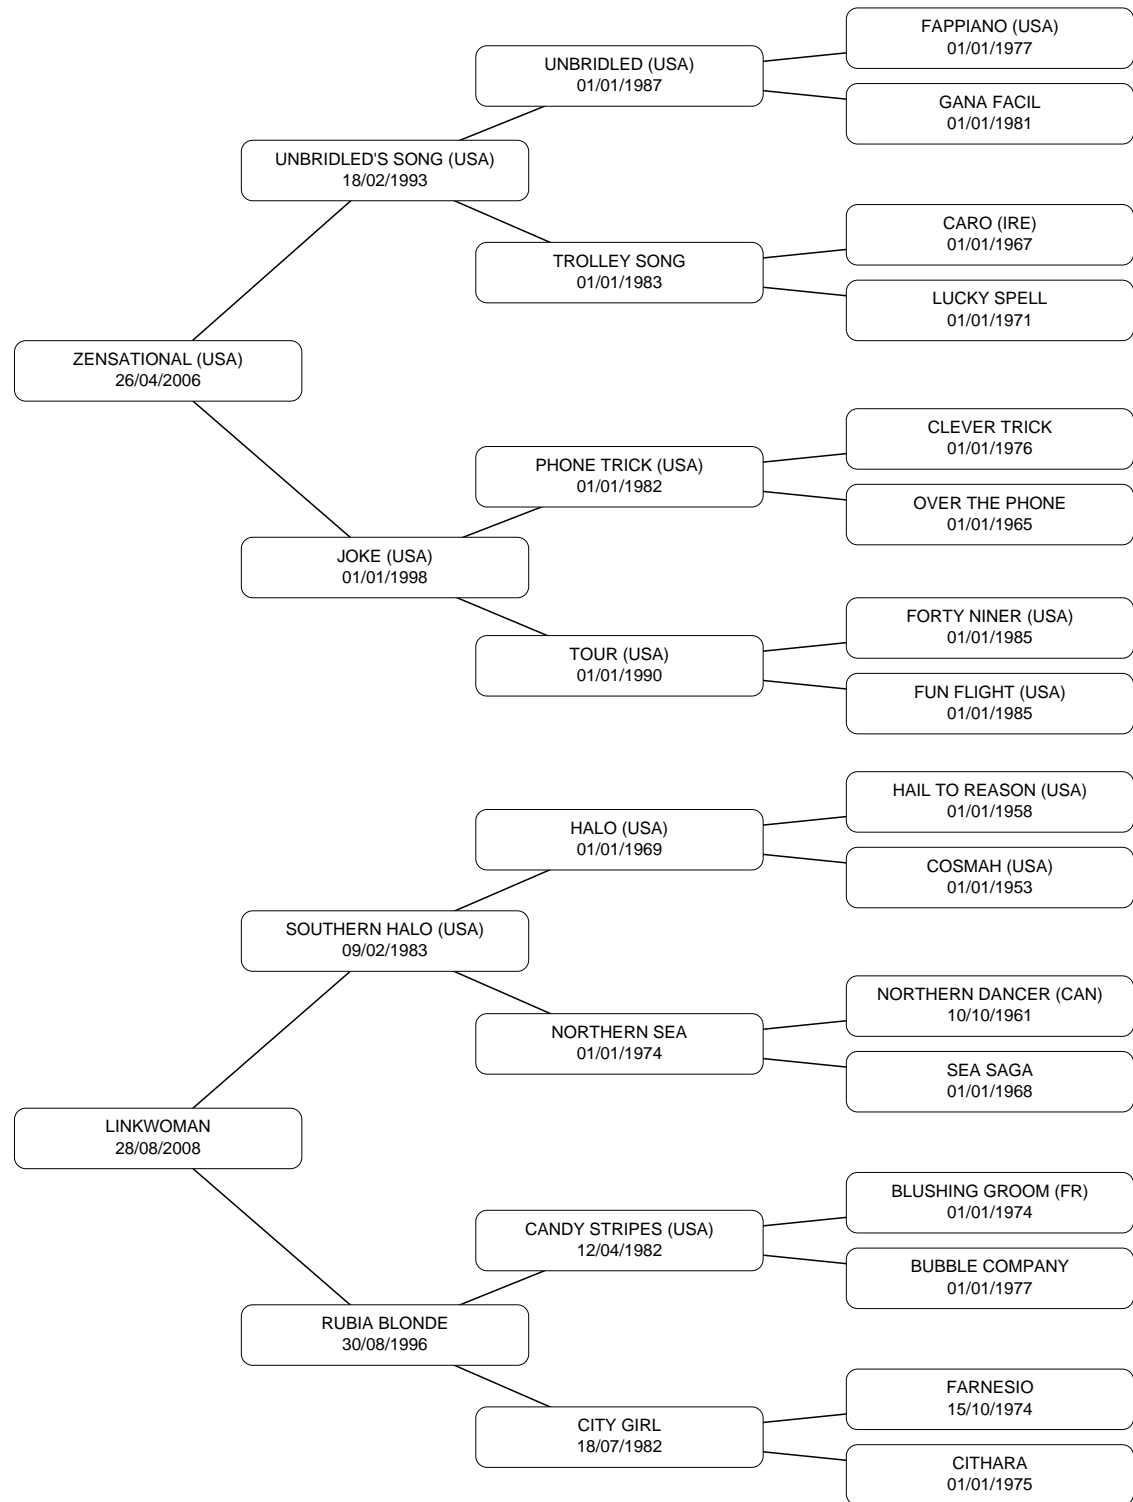 FAPPIANO (USA)
01/01/1977
UNBRIDLED (USA)
01/01/1987
GANA FACIL
01/01/1981
UNBRIDLED'S SONG (USA)
18/02/1993
CARO (IRE)
01/01/1967
TROLLEY SONG
01/01/1983
LUCKY SPELL
01/01/1971
ZENSATIONAL (USA)
26/04/2006
CLEVER TRICK
01/01/1976
PHONE TRICK (USA)
01/01/1982
OVER THE PHONE
01/01/1965
JOKE (USA)
01/01/1998
FORTY NINER (USA)
01/01/1985
TOUR (USA)
01/01/1990
FUN FLIGHT (USA)
01/01/1985
HAIL TO REASON (USA)
01/01/1958
HALO (USA)
01/01/1969
COSMAH (USA)
01/01/1953
SOUTHERN HALO (USA)
09/02/1983
NORTHERN DANCER (CAN)
10/10/1961
NORTHERN SEA
01/01/1974
SEA SAGA
01/01/1968
LINKWOMAN
28/08/2008
BLUSHING GROOM (FR)
01/01/1974
CANDY STRIPES (USA)
12/04/1982
BUBBLE COMPANY
01/01/1977
RUBIA BLONDE
30/08/1996
FARNESIO
15/10/1974
CITY GIRL
18/07/1982
CITHARA
01/01/1975